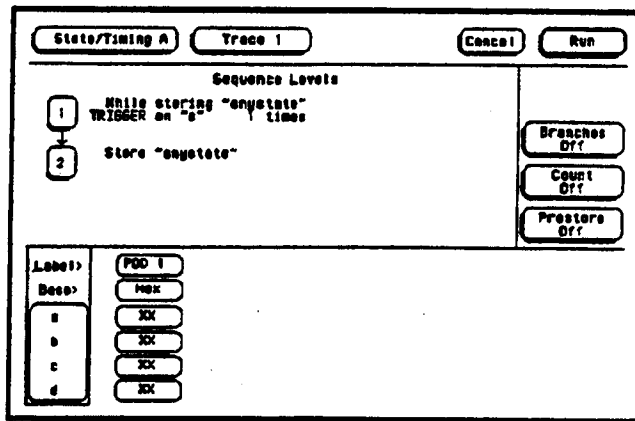 State/Timing A Trace 1 Cancel Run
Sequence Levels
1 While storing "anystate"
TRIGGER on "a" 1 times
2 Store "anystate"
Branches
Off
Count
Off
Prestore
Off
Label> POD 1
Base> Hex
a XX
b XX
c XX
d XX